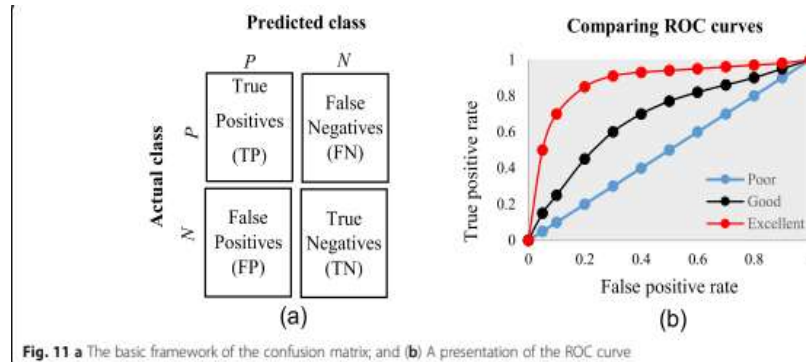 Predicted class
P N
Actual class
P
True
Positives
(TP)
False
Negatives
(FN)
N
False
Positives
(FP)
True
Negatives
(TN)
(a)
Comparing ROC curves
True positive rate
1
0.8
0.6
0.4
0.2
0
0 0.2 0.4 0.6 0.8
False positive rate
Poor
Good
Excellent
(b)
Fig. 11 a The basic framework of the confusion matrix; and (b) A presentation of the ROC curve